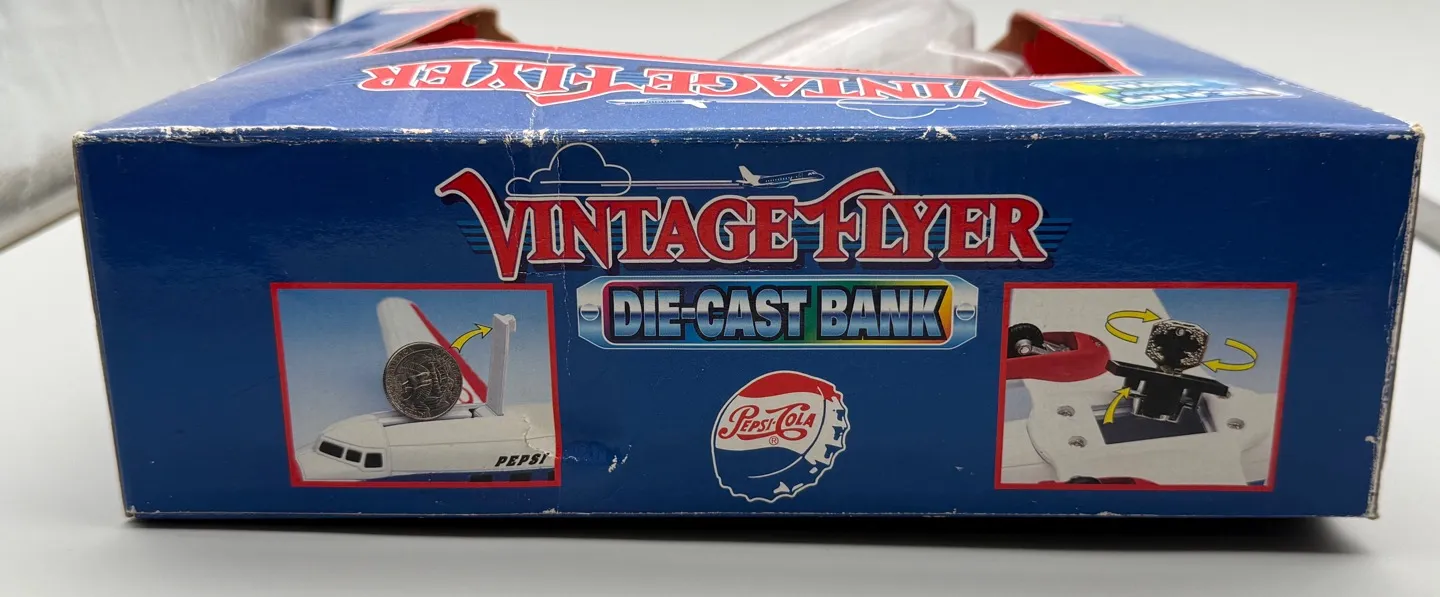 VINTAGE FLYER
VINTAGE FLYER
DIE-CAST BANK
PEPSI-COLA
®
PEPSI